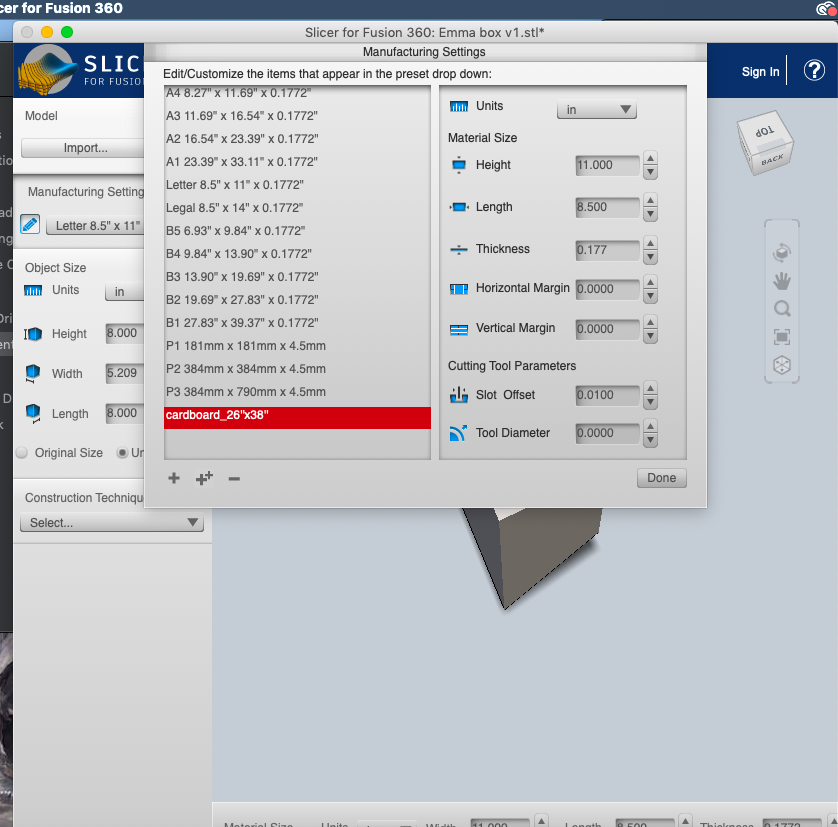 cer for Fusion 360
Slicer for Fusion 360: Emma box v1.stl*
SLIC
FOR FUSIO
Sign In
?
Manufacturing Settings
Edit/Customize the items that appear in the preset drop down:
A4 8.27" x 11.69" x 0.1772"
A3 11.69" x 16.54" x 0.1772"
A2 16.54" x 23.39" x 0.1772"
A1 23.39" x 33.11" x 0.1772"
Letter 8.5" x 11" x 0.1772"
Legal 8.5" x 14" x 0.1772"
B5 6.93" x 9.84" x 0.1772"
B4 9.84" x 13.90" x 0.1772"
B3 13.90" x 19.69" x 0.1772"
B2 19.69" x 27.83" x 0.1772"
B1 27.83" x 39.37" x 0.1772"
P1 181mm x 181mm x 4.5mm
P2 384mm x 384mm x 4.5mm
P3 384mm x 790mm x 4.5mm
cardboard_26"x38"
Units in
Material Size
Height 11.000
Length 8.500
Thickness 0.177
Horizontal Margin 0.0000
Vertical Margin 0.0000
Cutting Tool Parameters
Slot Offset 0.0100
Tool Diameter 0.0000
Done
Model
Import...
Manufacturing Setting
Letter 8.5" x 11"
Object Size
Units in
Height 8.000
Width 5.209
Length 8.000
Original Size Un
Construction Techniqu
Select...
TOP
BACK
Material Size Units Width 11.000 Length 8.500 Thickness 0.1772